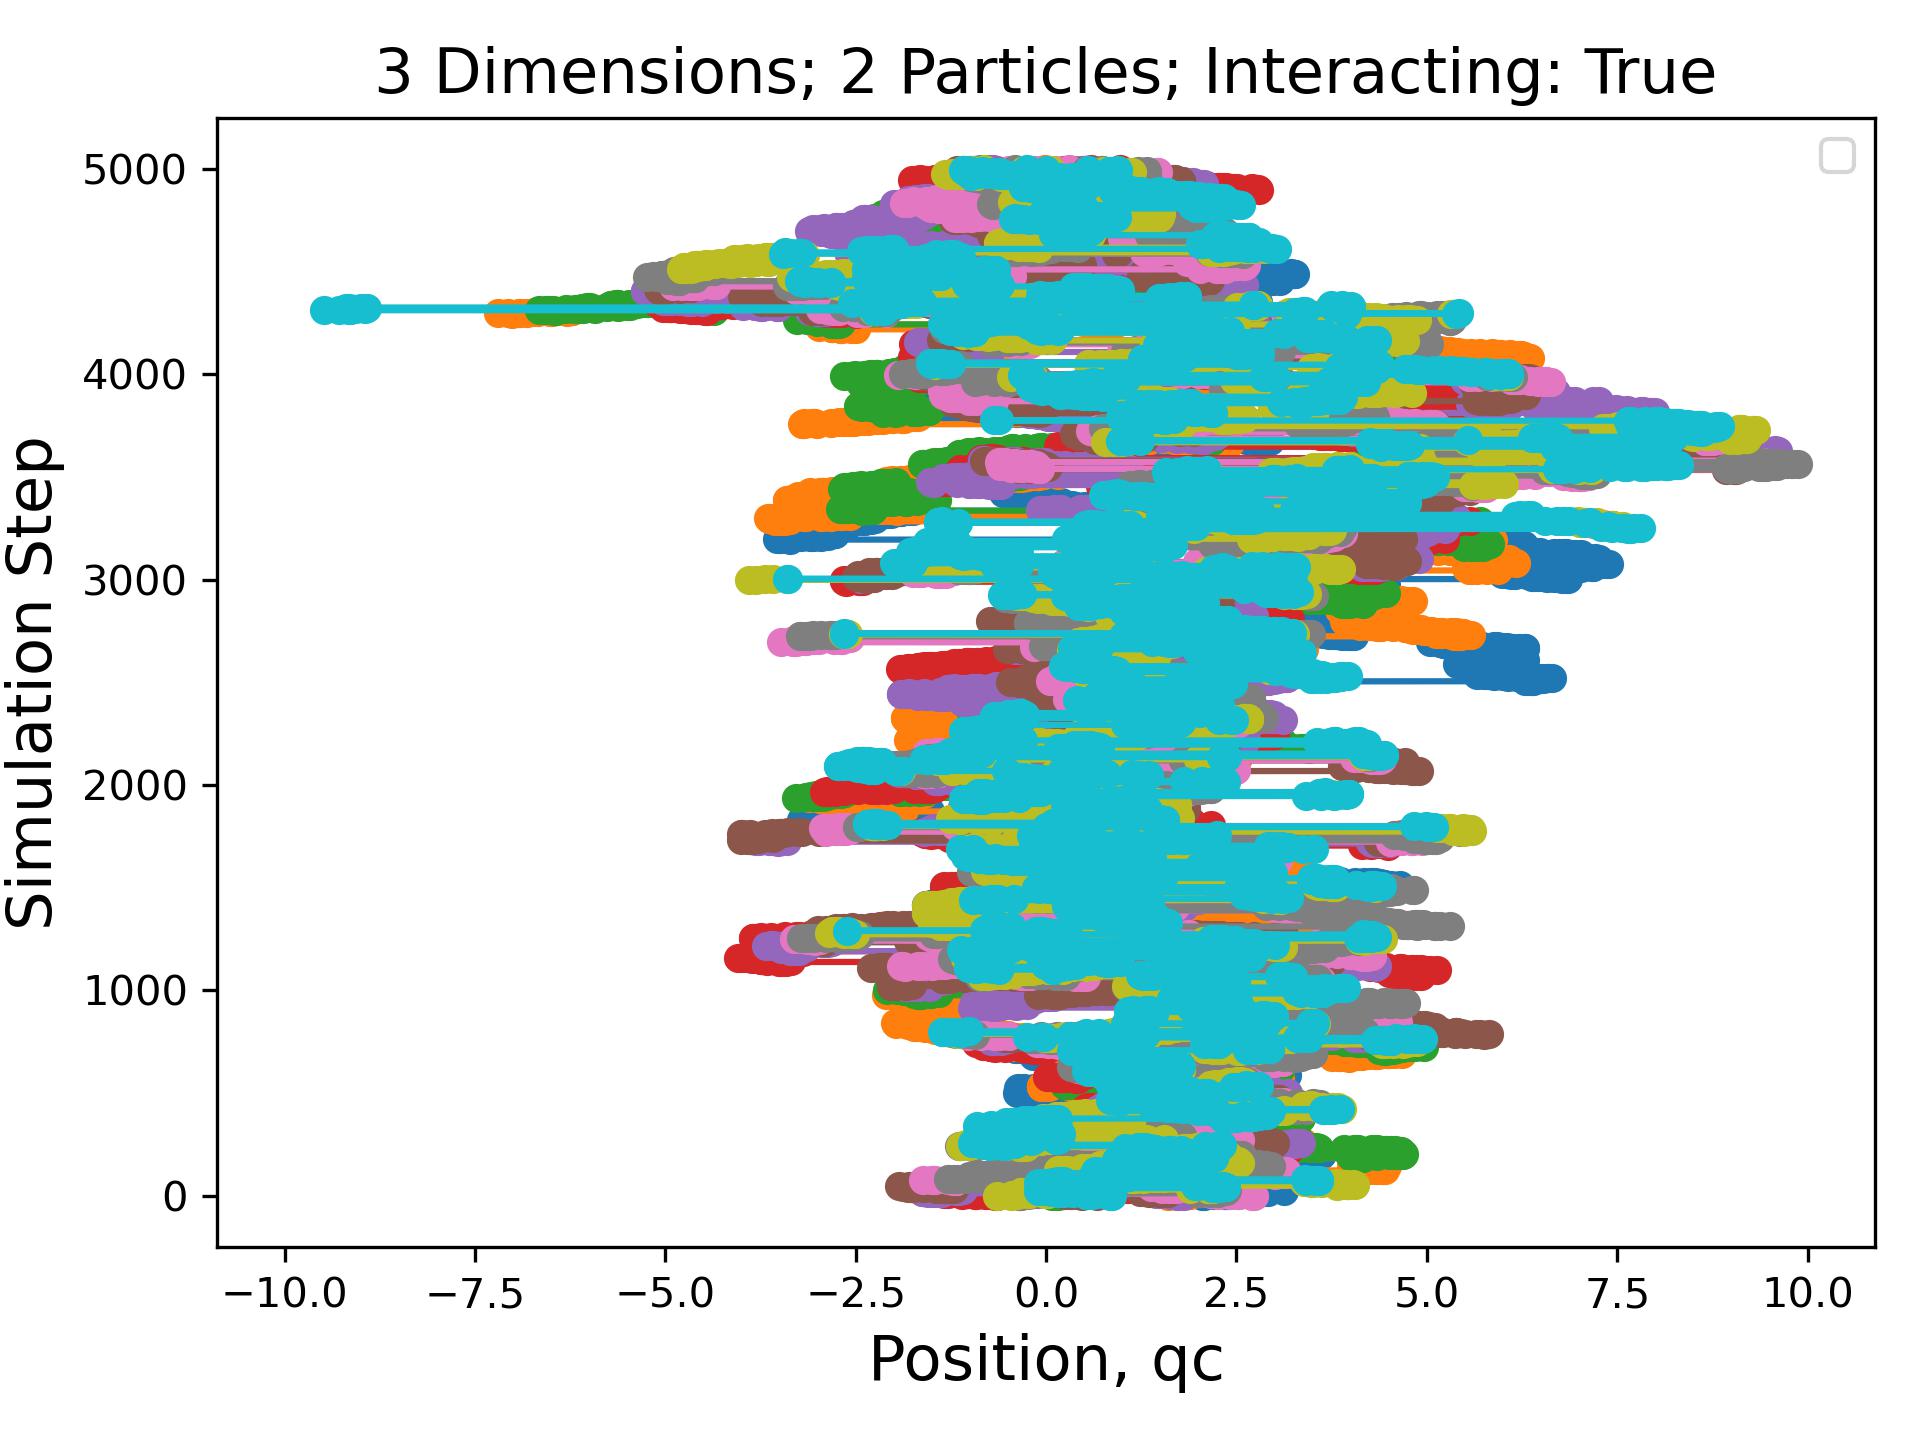 3 Dimensions; 2 Particles; Interacting: True
Simulation Step
5000
4000
3000
2000
1000
0
−10.0 −7.5 −5.0 −2.5 0.0 2.5 5.0 7.5 10.0
Position, qc